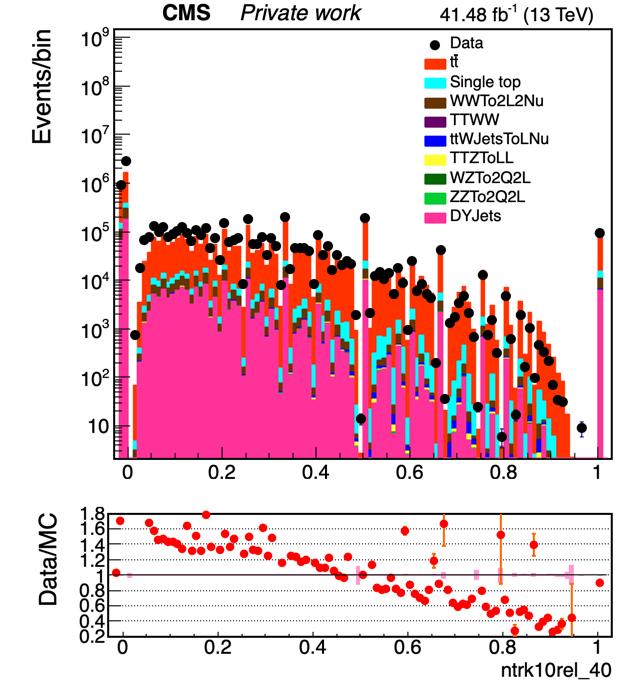 CMS Private work 41.48 fb⁻¹ (13 TeV)
Events/bin
10⁹
10⁸
10⁷
10⁶
10⁵
10⁴
10³
10²
10
Data
tt̄
Single top
WWTo2L2Nu
TTWW
ttWJetsToLNu
TTZToLL
WZTo2Q2L
ZZTo2Q2L
DYJets
0 0.2 0.4 0.6 0.8 1
Data/MC
1.8
1.6
1.4
1.2
1
0.8
0.6
0.4
0.2
0 0.2 0.4 0.6 0.8 1
ntrk10rel_40